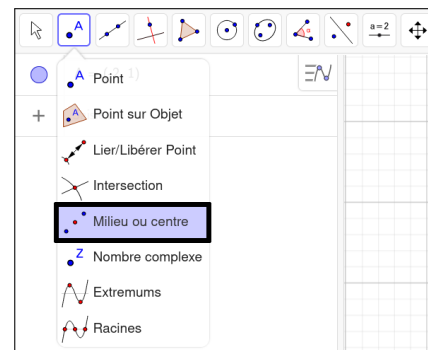 A
a=2
A Point
A Point sur Objet
Lier/Libérer Point
Intersection
Milieu ou centre
Z Nombre complexe
Extremums
Racines